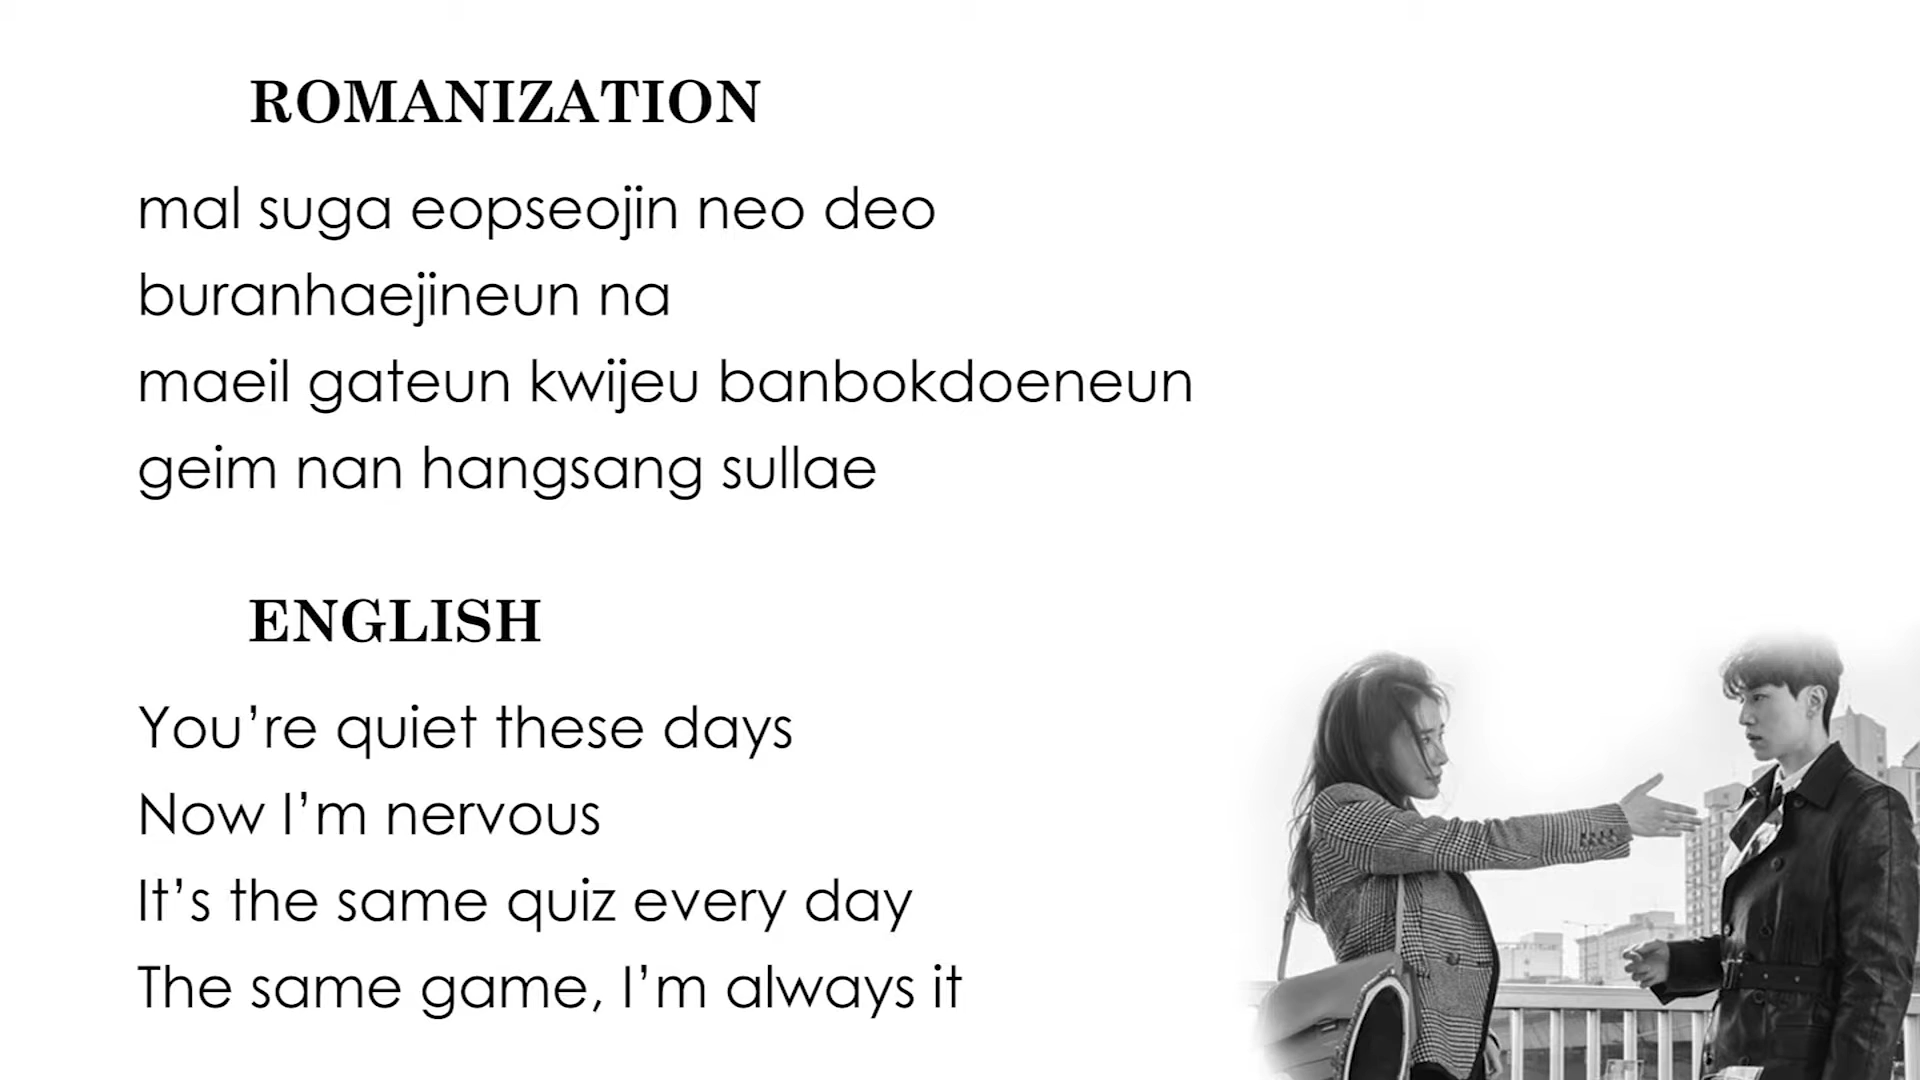 ROMANIZATION
mal suga eopseojin neo deo
buranhaejineun na
maeil gateun kwijeu banbokdoeneun
geim nan hangsang sullae
ENGLISH
You’re quiet these days
Now I’m nervous
It’s the same quiz every day
The same game, I’m always it